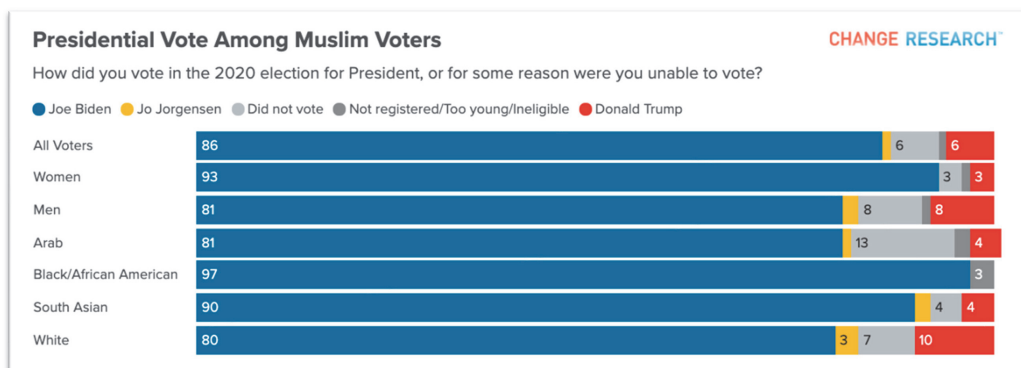 Presidential Vote Among Muslim Voters
CHANGE RESEARCH™
How did you vote in the 2020 election for President, or for some reason were you unable to vote?
Joe Biden Jo Jorgensen Did not vote Not registered/Too young/Ineligible Donald Trump
All Voters 86 6 6
Women 93 3 3
Men 81 8 8
Arab 81 13 4
Black/African American 97 3
South Asian 90 4 4
White 80 3 7 10